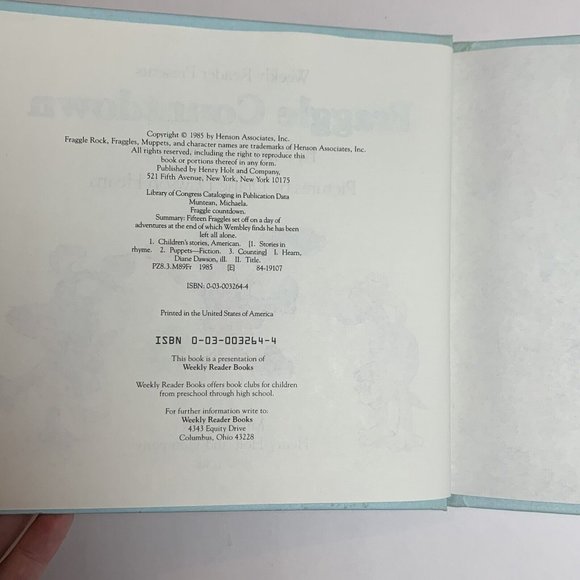 Copyright © 1985 by Henson Associates, Inc.
Fraggle Rock, Fraggles, Muppets, and character names are trademarks of Henson Associates, Inc.
All rights reserved, including the right to reproduce this
book or portions thereof in any form.
Published by Henry Holt and Company,
521 Fifth Avenue, New York, New York 10175
Library of Congress Cataloging in Publication Data
Muntean, Michaela.
Fraggle countdown.
Summary: Fifteen Fraggles set off on a day of
adventures at the end of which Wembley finds he has been
left all alone.
1. Children's stories, American. [1. Stories in
rhyme. 2. Puppets—Fiction. 3. Counting] I. Hearn,
Diane Dawson, ill. II. Title.
PZ8.3.M89Fr 1985 [E] 84-19107
ISBN: 0-03-003264-4
Printed in the United States of America
ISBN 0-03-003264-4
This book is a presentation of
Weekly Reader Books
Weekly Reader Books offers book clubs for children
from preschool through high school.
For further information write to:
Weekly Reader Books
4343 Equity Drive
Columbus, Ohio 43228